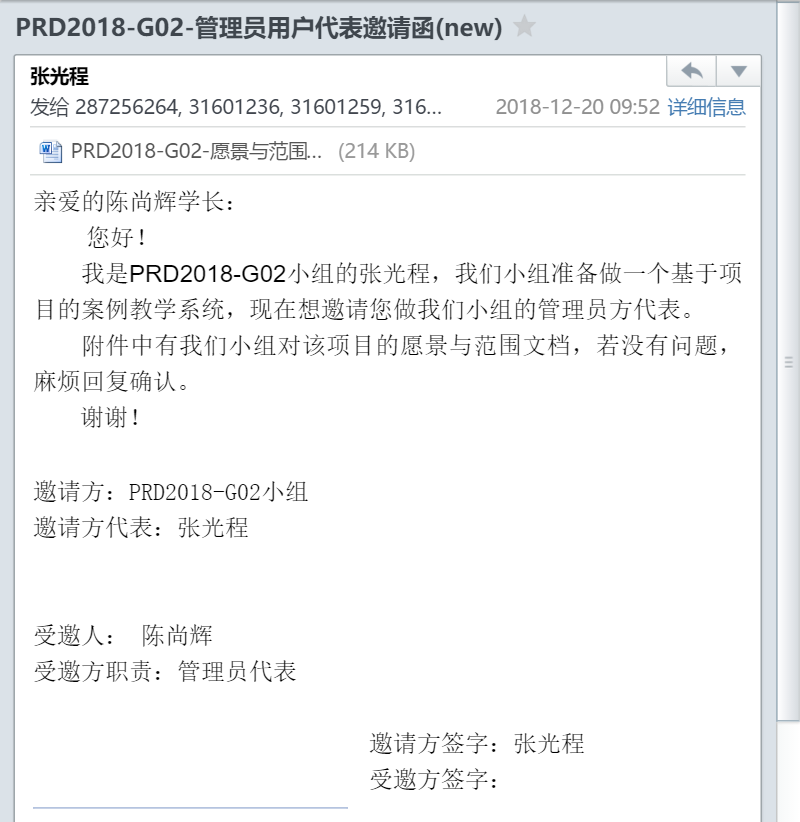 PRD2018-G02-管理员用户代表邀请函(new)
张光程
发给 287256264, 31601236, 31601259, 316... 2018-12-20 09:52 详细信息
PRD2018-G02-愿景与范围... (214 KB)
亲爱的陈尚辉学长：
您好！
我是PRD2018-G02小组的张光程，我们小组准备做一个基于项
目的案例教学系统，现在想邀请您做我们小组的管理员方代表。
附件中有我们小组对该项目的愿景与范围文档，若没有问题，
麻烦回复确认。
谢谢！
邀请方：PRD2018-G02小组
邀请方代表：张光程
受邀人： 陈尚辉
受邀方职责：管理员代表
邀请方签字：张光程
受邀方签字：